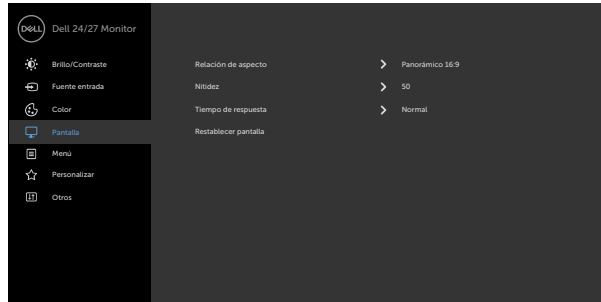 DELL Dell 24/27 Monitor
Brillo/Contraste
Fuente entrada
Color
Pantalla
Menú
Personalizar
Otros
Relación de aspecto Panorámico 16:9
Nitidez 50
Tiempo de respuesta Normal
Restablecer pantalla